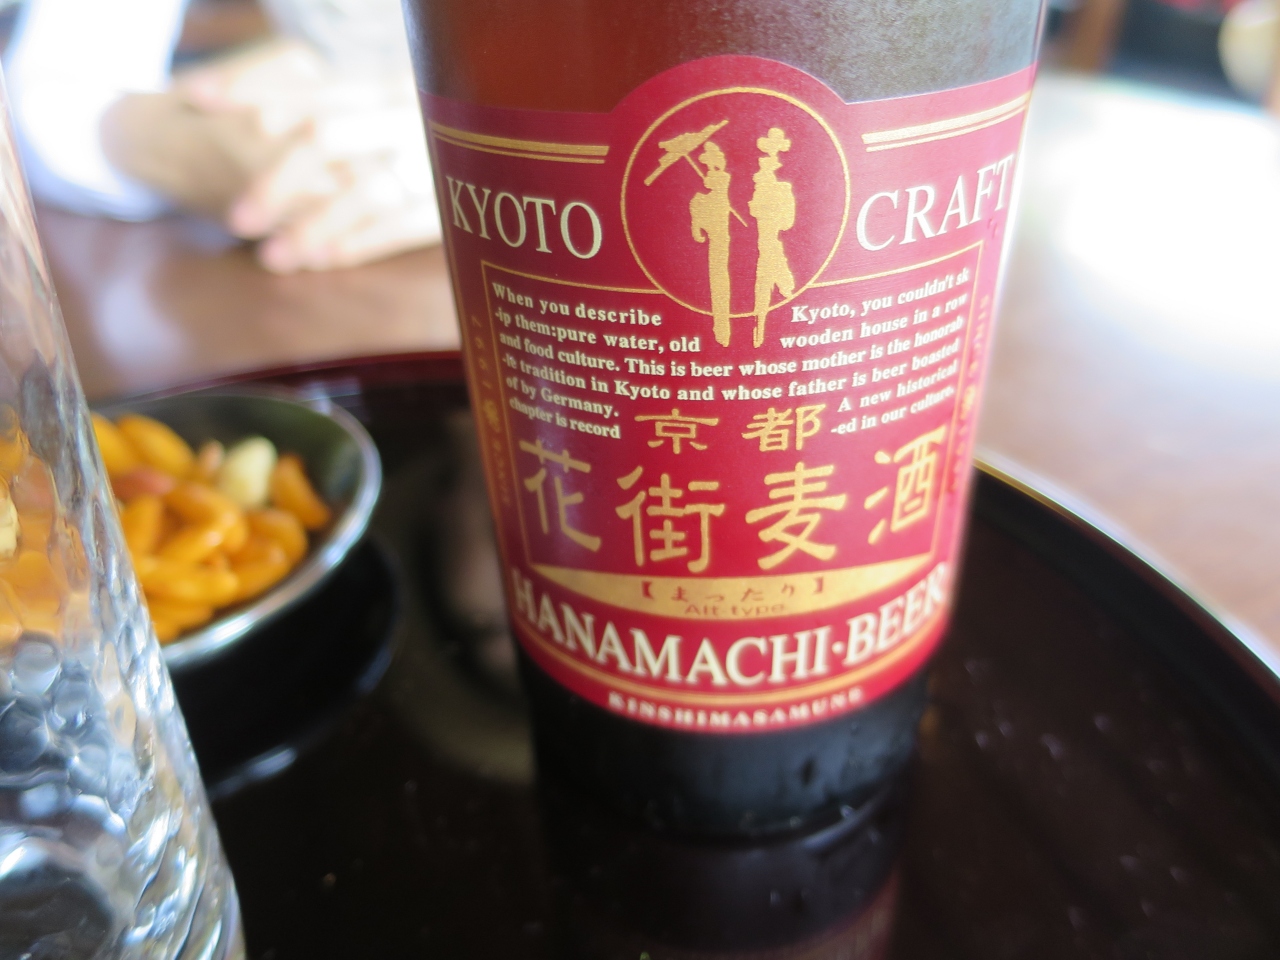 KYOTO CRAFT
When you describe Kyoto, you couldn't sk
-ip them:pure water, old wooden house in a row
and food culture. This is beer whose mother is the honorab
-le tradition in Kyoto and whose father is beer boasted
of by Germany. A new historical
chapter is record -ed in our culture.
京都
花街麦酒
【まったり】
Alt-type
HANAMACHI·BEER
KINSHIMASAMUNE